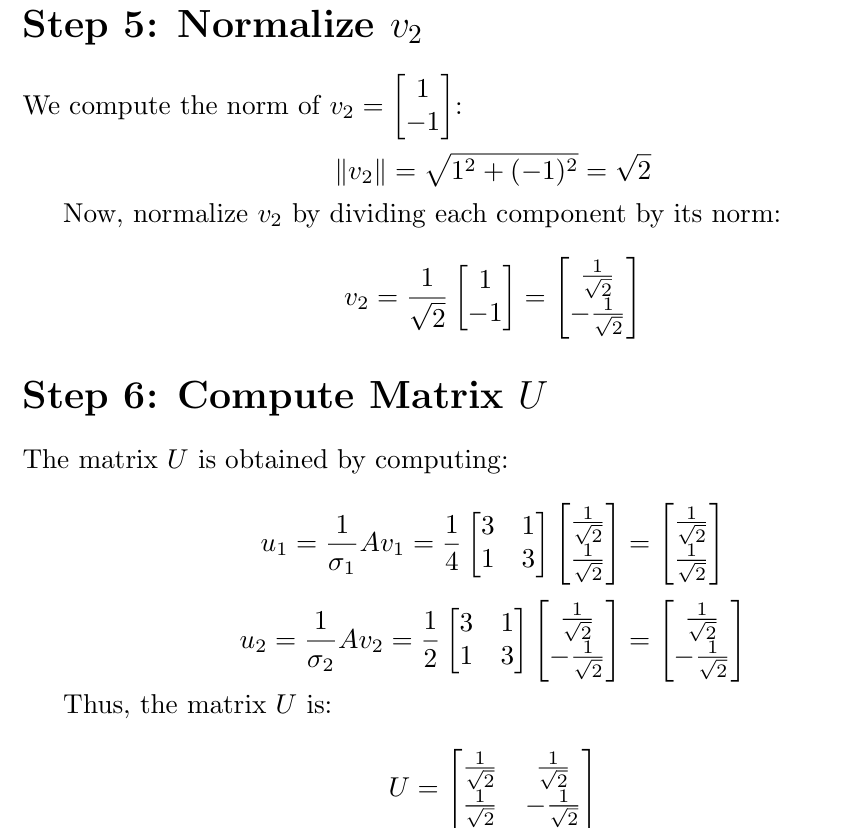 Step 5: Normalize $v_2$
We compute the norm of $v_2 = \begin{bmatrix} 1 \\ -1 \end{bmatrix}$:
$\|v_2\| = \sqrt{1^2 + (-1)^2} = \sqrt{2}$
Now, normalize $v_2$ by dividing each component by its norm:
$v_2 = \frac{1}{\sqrt{2}} \begin{bmatrix} 1 \\ -1 \end{bmatrix} = \begin{bmatrix} \frac{1}{\sqrt{2}} \\ -\frac{1}{\sqrt{2}} \end{bmatrix}$
Step 6: Compute Matrix $U$
The matrix $U$ is obtained by computing:
$u_1 = \frac{1}{\sigma_1} A v_1 = \frac{1}{4} \begin{bmatrix} 3 & 1 \\ 1 & 3 \end{bmatrix} \begin{bmatrix} \frac{1}{\sqrt{2}} \\ \frac{1}{\sqrt{2}} \end{bmatrix} = \begin{bmatrix} \frac{1}{\sqrt{2}} \\ \frac{1}{\sqrt{2}} \end{bmatrix}$
$u_2 = \frac{1}{\sigma_2} A v_2 = \frac{1}{2} \begin{bmatrix} 3 & 1 \\ 1 & 3 \end{bmatrix} \begin{bmatrix} \frac{1}{\sqrt{2}} \\ -\frac{1}{\sqrt{2}} \end{bmatrix} = \begin{bmatrix} \frac{1}{\sqrt{2}} \\ -\frac{1}{\sqrt{2}} \end{bmatrix}$
Thus, the matrix $U$ is:
$U = \begin{bmatrix} \frac{1}{\sqrt{2}} & \frac{1}{\sqrt{2}} \\ \frac{1}{\sqrt{2}} & -\frac{1}{\sqrt{2}} \end{bmatrix}$